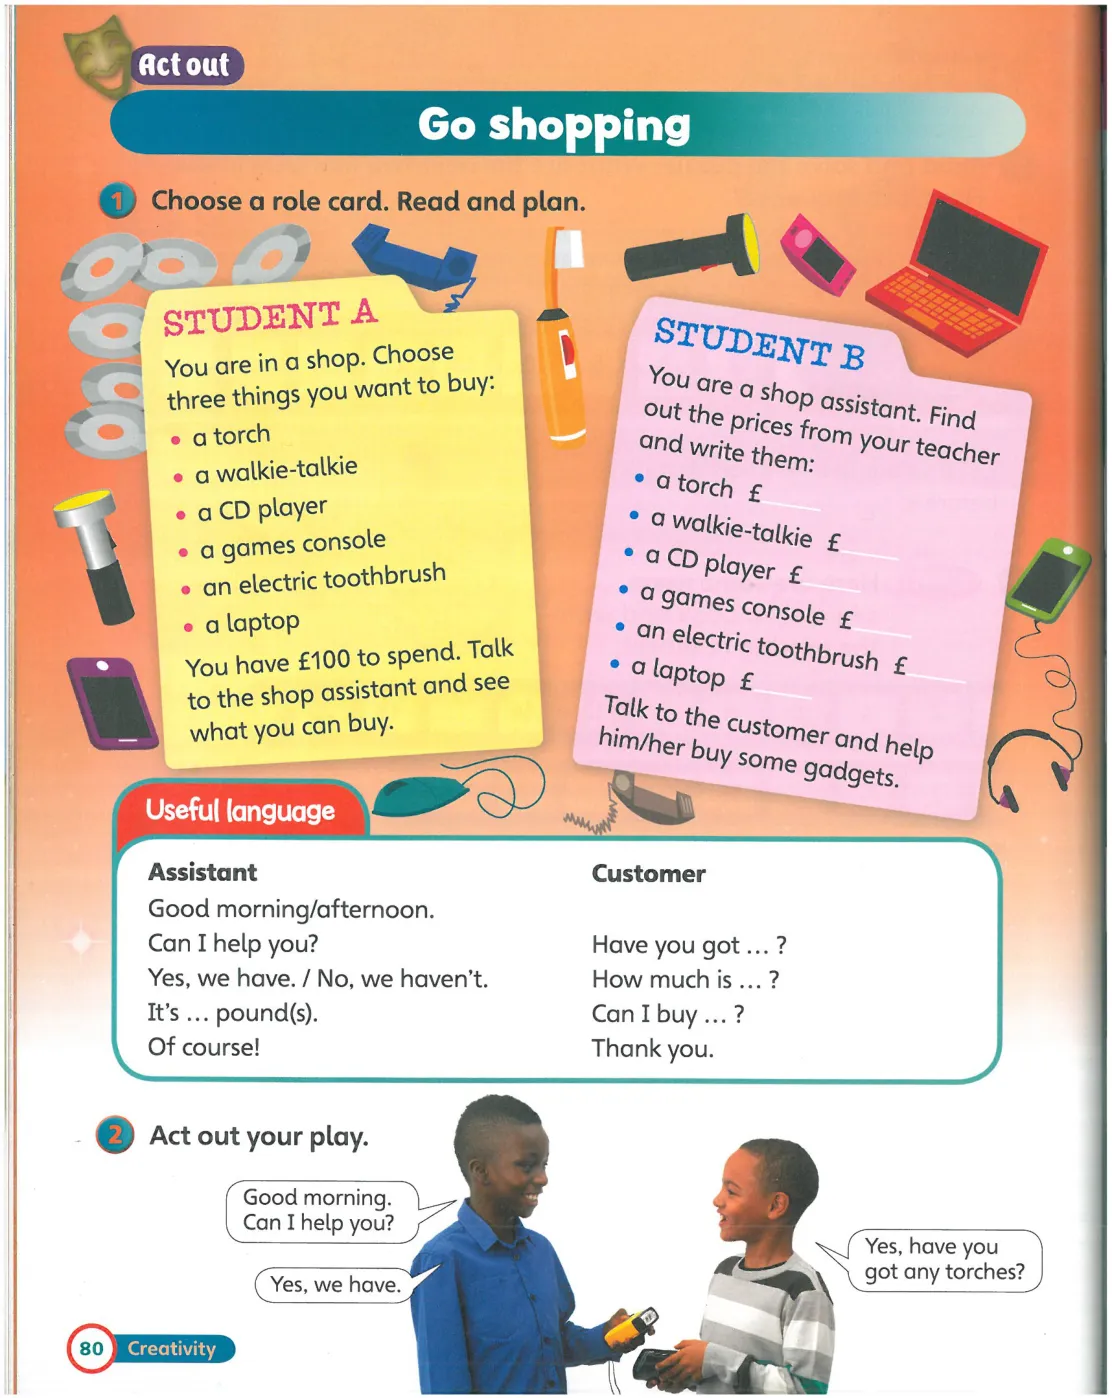 Act out
Go shopping
1 Choose a role card. Read and plan.
STUDENT A
You are in a shop. Choose
three things you want to buy:
• a torch
• a walkie-talkie
• a CD player
• a games console
• an electric toothbrush
• a laptop
You have £100 to spend. Talk
to the shop assistant and see
what you can buy.
STUDENT B
You are a shop assistant. Find
out the prices from your teacher
and write them:
• a torch £____
• a walkie-talkie £____
• a CD player £____
• a games console £____
• an electric toothbrush £____
• a laptop £____
Talk to the customer and help
him/her buy some gadgets.
Useful language
Assistant
Good morning/afternoon.
Can I help you?
Yes, we have. / No, we haven't.
It's ... pound(s).
Of course!
Customer
Have you got ... ?
How much is ... ?
Can I buy ... ?
Thank you.
2 Act out your play.
Good morning.
Can I help you?
Yes, have you
got any torches?
Yes, we have.
80 Creativity